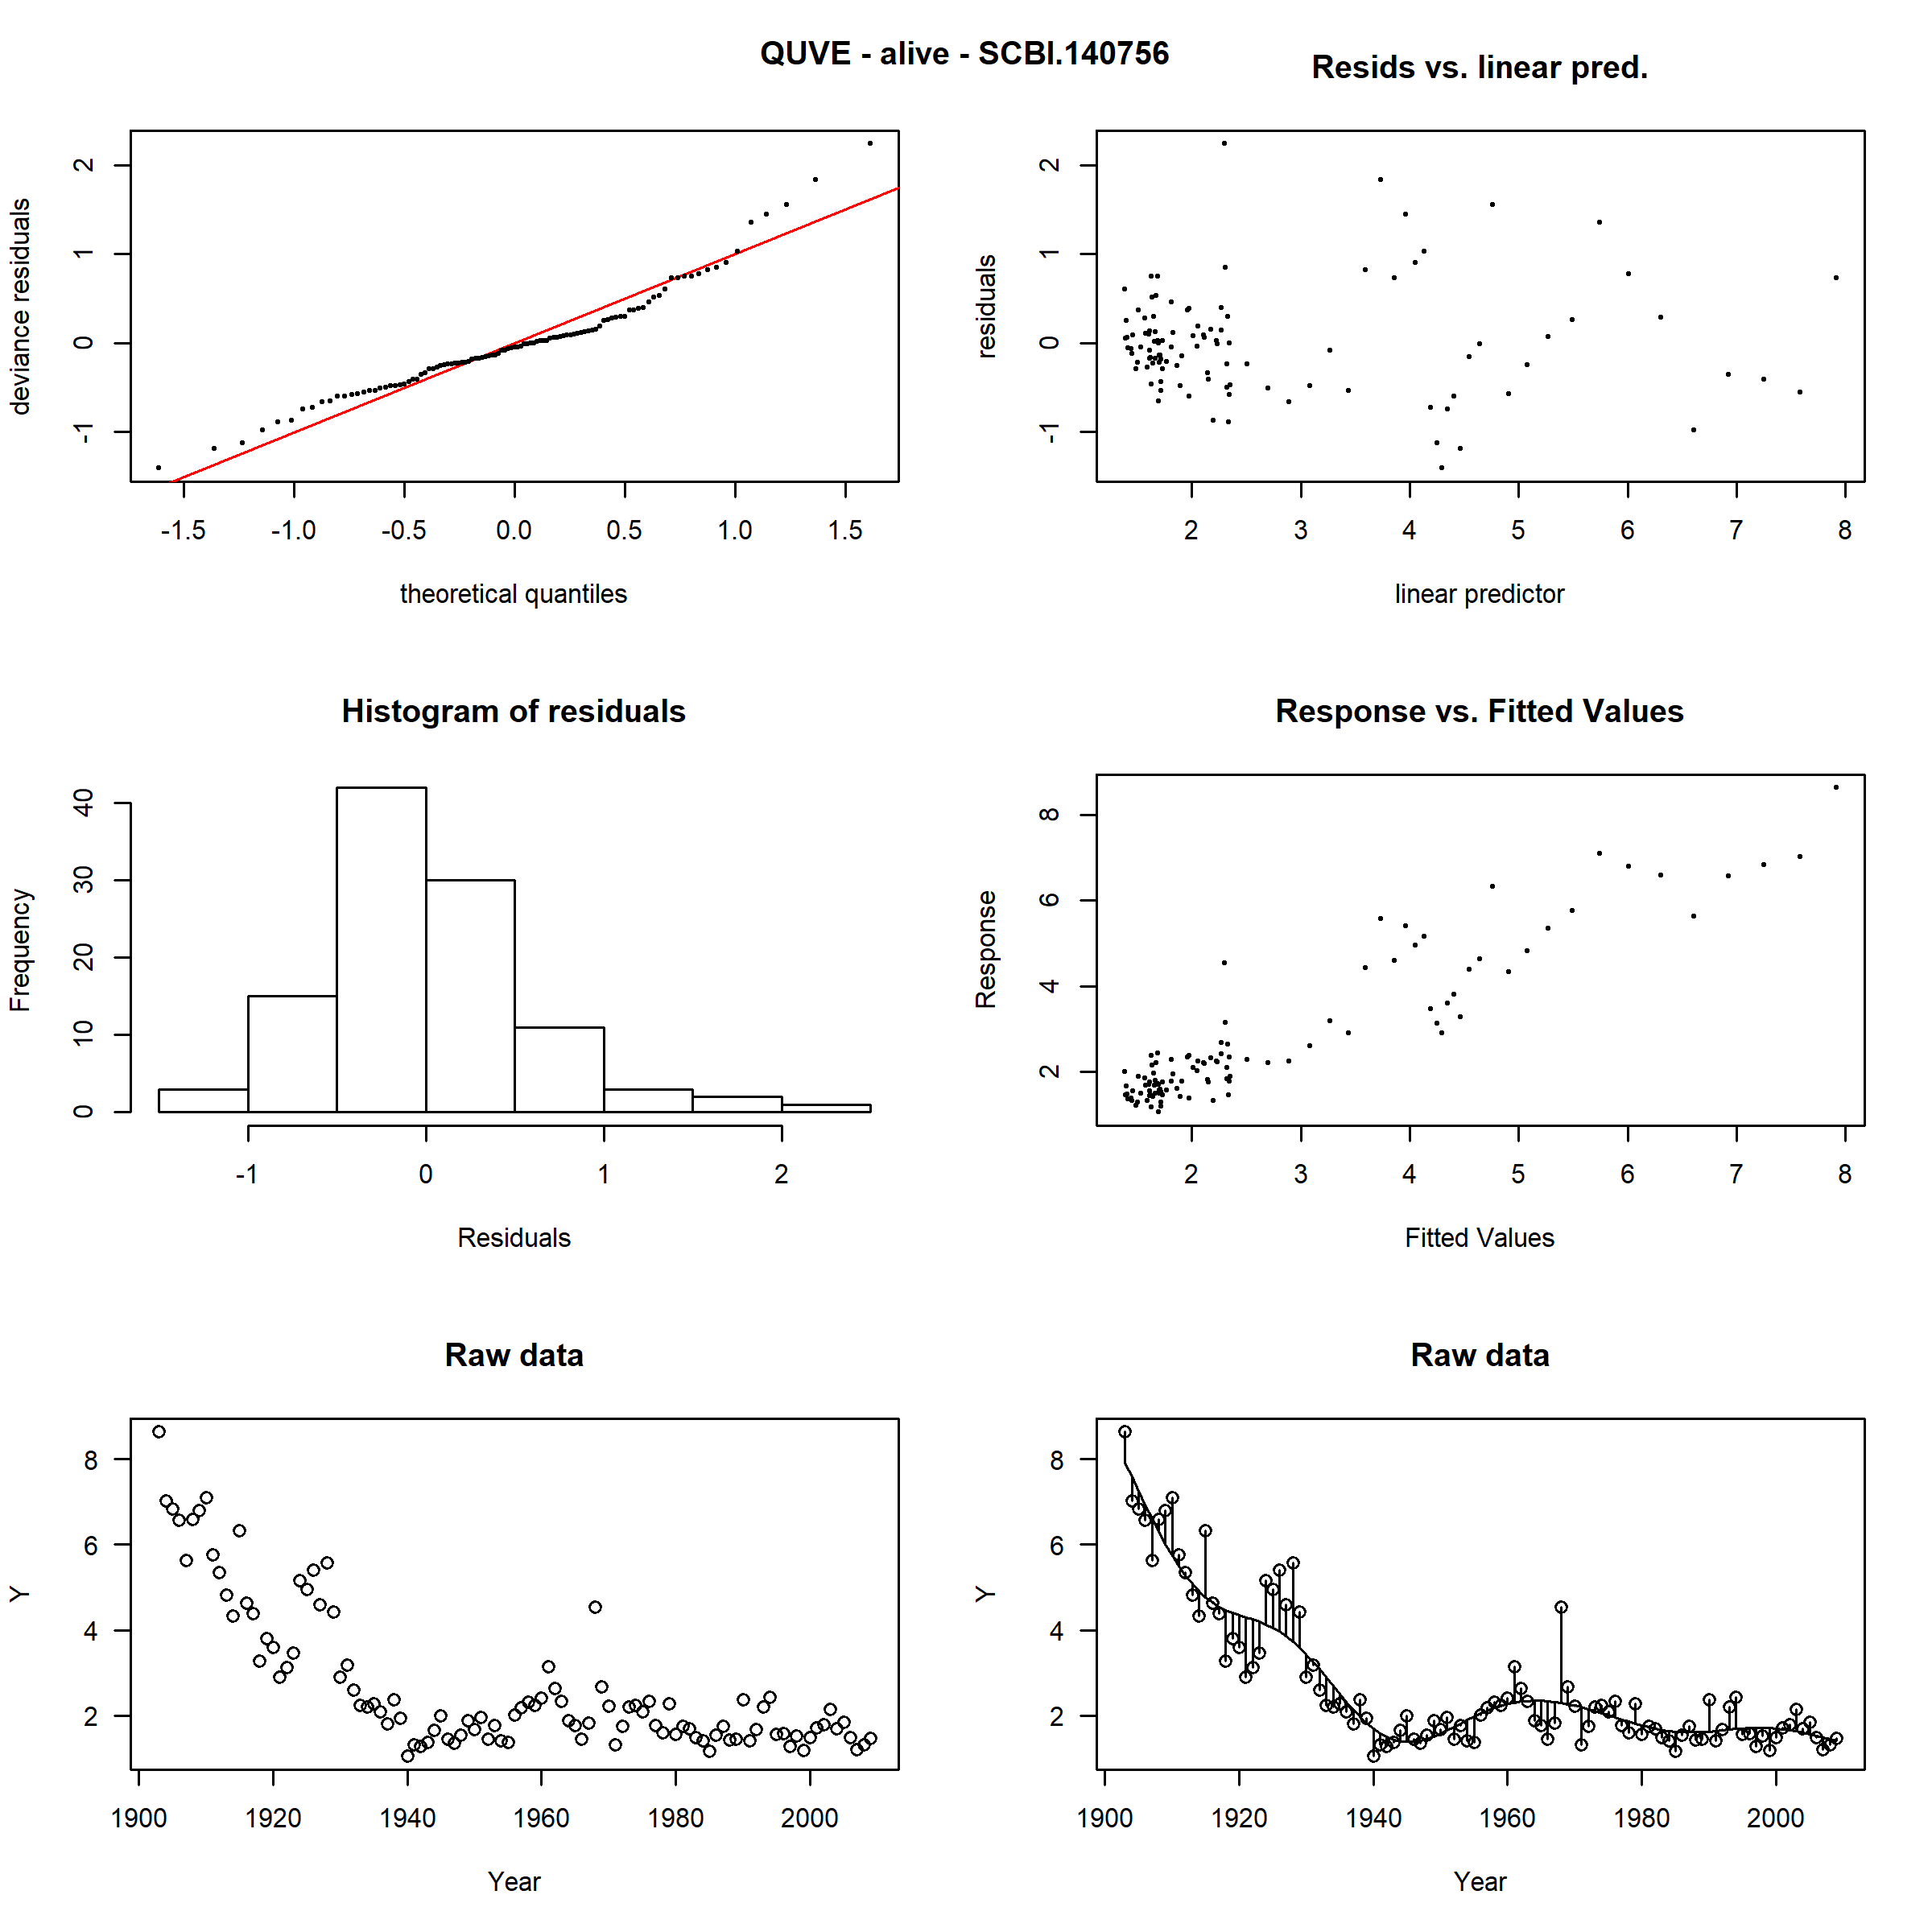 QUVE - alive - SCBI.140756
Resids vs. linear pred.
deviance residuals
2
1
0
-1
-1.5 -1.0 -0.5 0.0 0.5 1.0 1.5
theoretical quantiles
residuals
2
1
0
-1
2 3 4 5 6 7 8
linear predictor
Histogram of residuals
Frequency
40
30
20
10
0
-1 0 1 2
Residuals
Response vs. Fitted Values
Response
8
6
4
2
2 3 4 5 6 7 8
Fitted Values
Raw data
Y
8
6
4
2
1900 1920 1940 1960 1980 2000
Year
Raw data
Y
8
6
4
2
1900 1920 1940 1960 1980 2000
Year